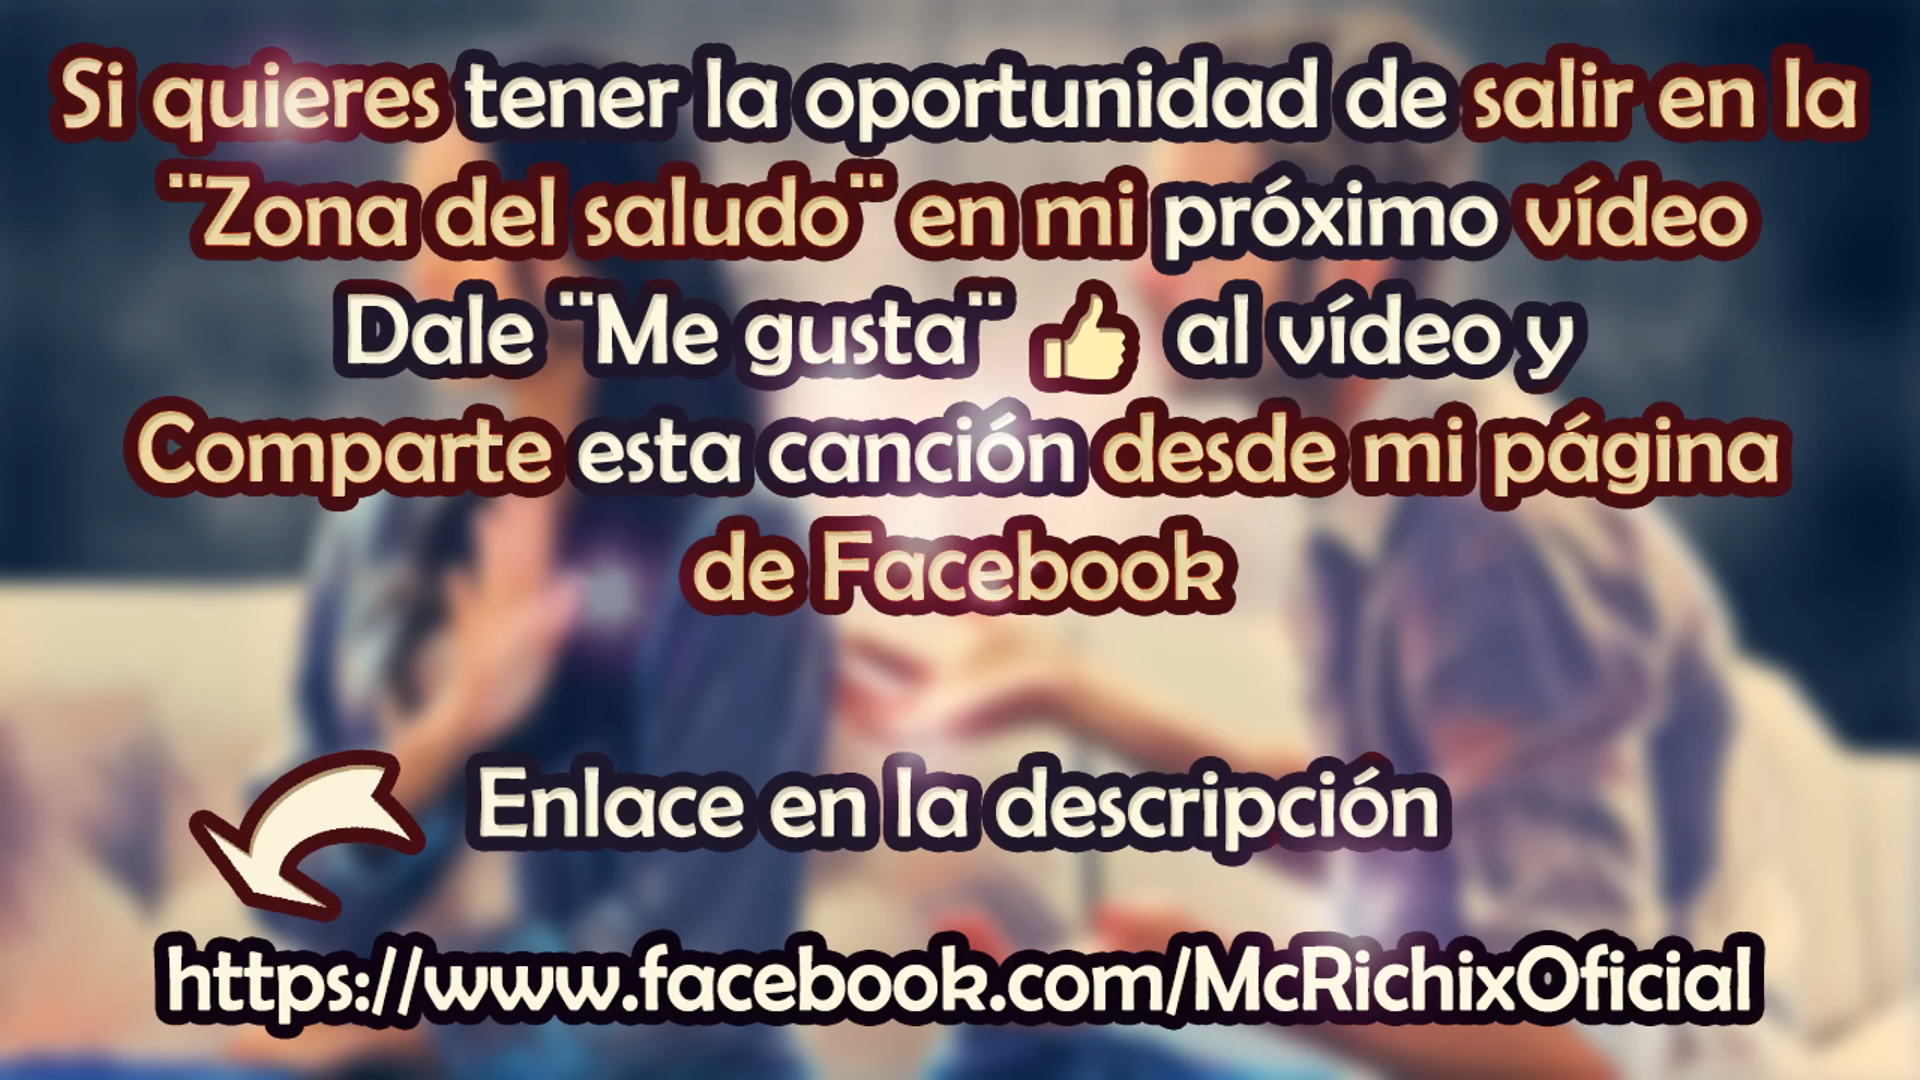 Si quieres tener la oportunidad de salir en la
¨Zona del saludo¨ en mi próximo vídeo
Dale ¨Me gusta¨ 👍 al vídeo y
Comparte esta canción desde mi página
de Facebook
Enlace en la descripción
https://www.facebook.com/McRichixOficial